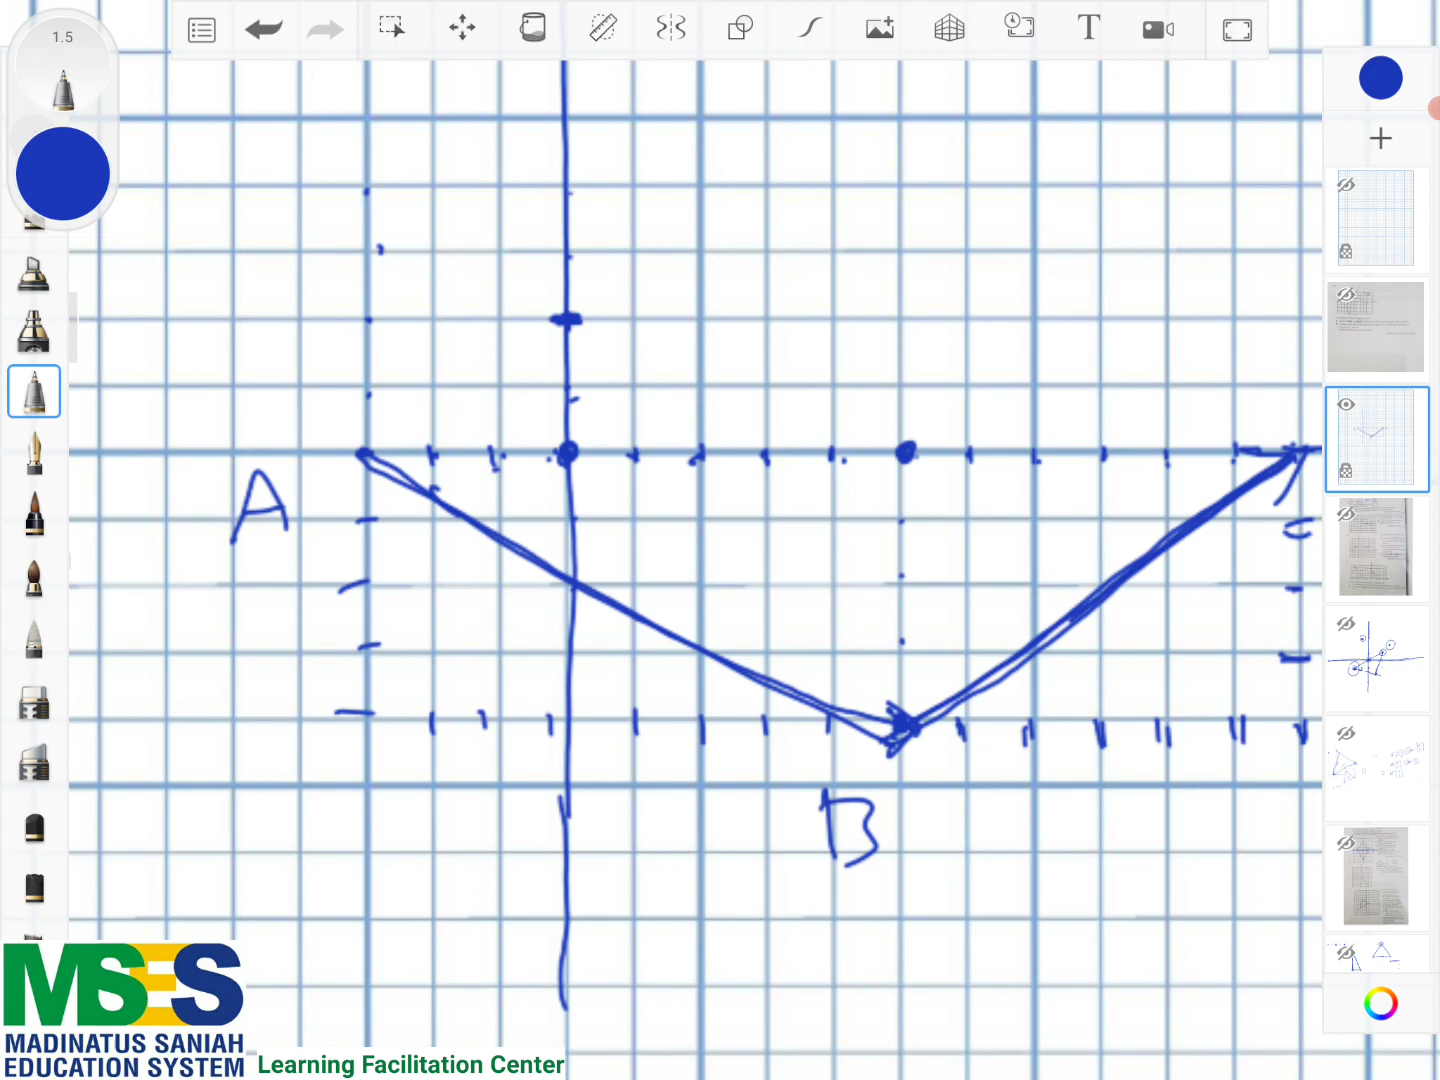 1.5
T
A
B
C
MSES
MADINATUS SANIAH
EDUCATION SYSTEM
Learning Facilitation Center